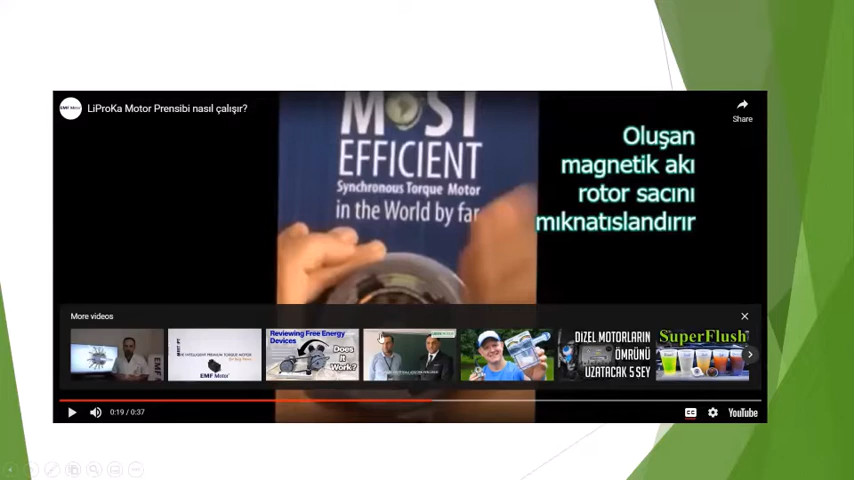 LiProKa Motor Prensibi nasıl çalışır?
Share
MOST
EFFICIENT
Synchronous Torque Motor
in the World by far
Oluşan
magnetik akı
rotor sacını
mıknatıslandırır
More videos
EMF Motor
Reviewing Free Energy
Devices
Does It
Work?
DIZEL MOTORLARIN
ÖMRÜNÜ
UZATACAK 5 SEY
SuperFlush
0:19 / 0:37
CC
YouTube